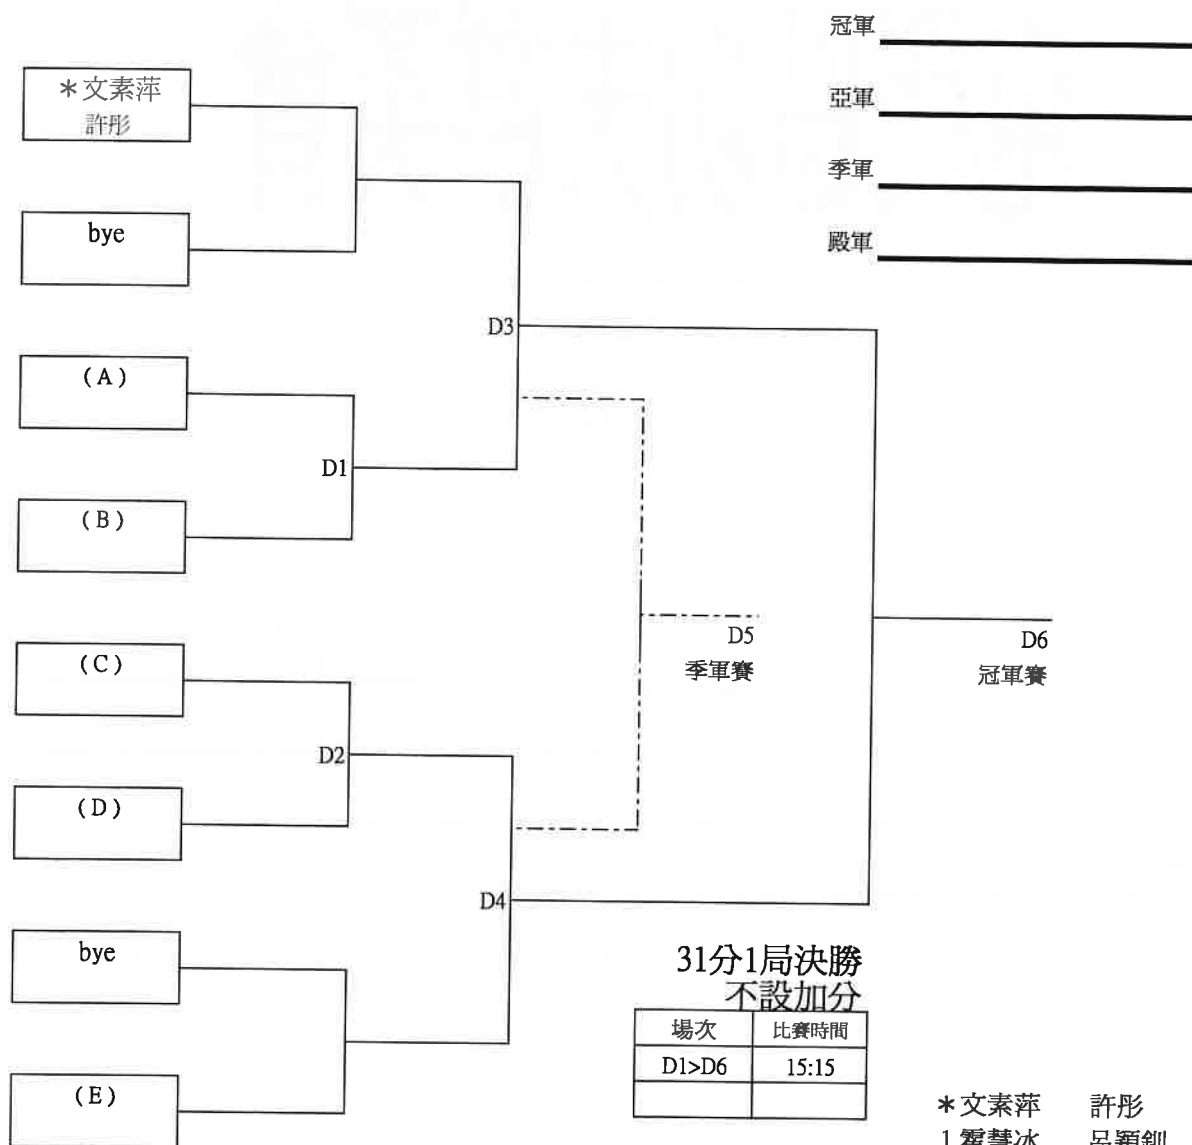 冠軍
亞軍
季軍
殿軍
*文素萍
許彤
bye
(A)
(B)
(C)
(D)
bye
(E)
D3
D1
D2
D4
D5
季軍賽
D6
冠軍賽
31分1局決勝
不設加分
場次 比賽時間
D1>D6 15:15
*文素萍 許彤